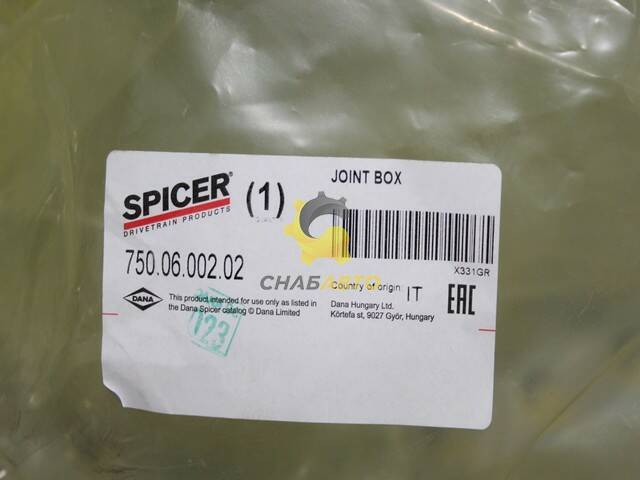 SPICER
DRIVETRAIN PRODUCTS
(1)
JOINT BOX
750.06.002.02
X331GR
СНАБАВТО
DANA
This product intended for use only as listed in
the Dana Spicer catalog © Dana Limited
Country of origin: IT
Dana Hungary Ltd.
Körtefa st, 9027 Győr, Hungary
EAC
123